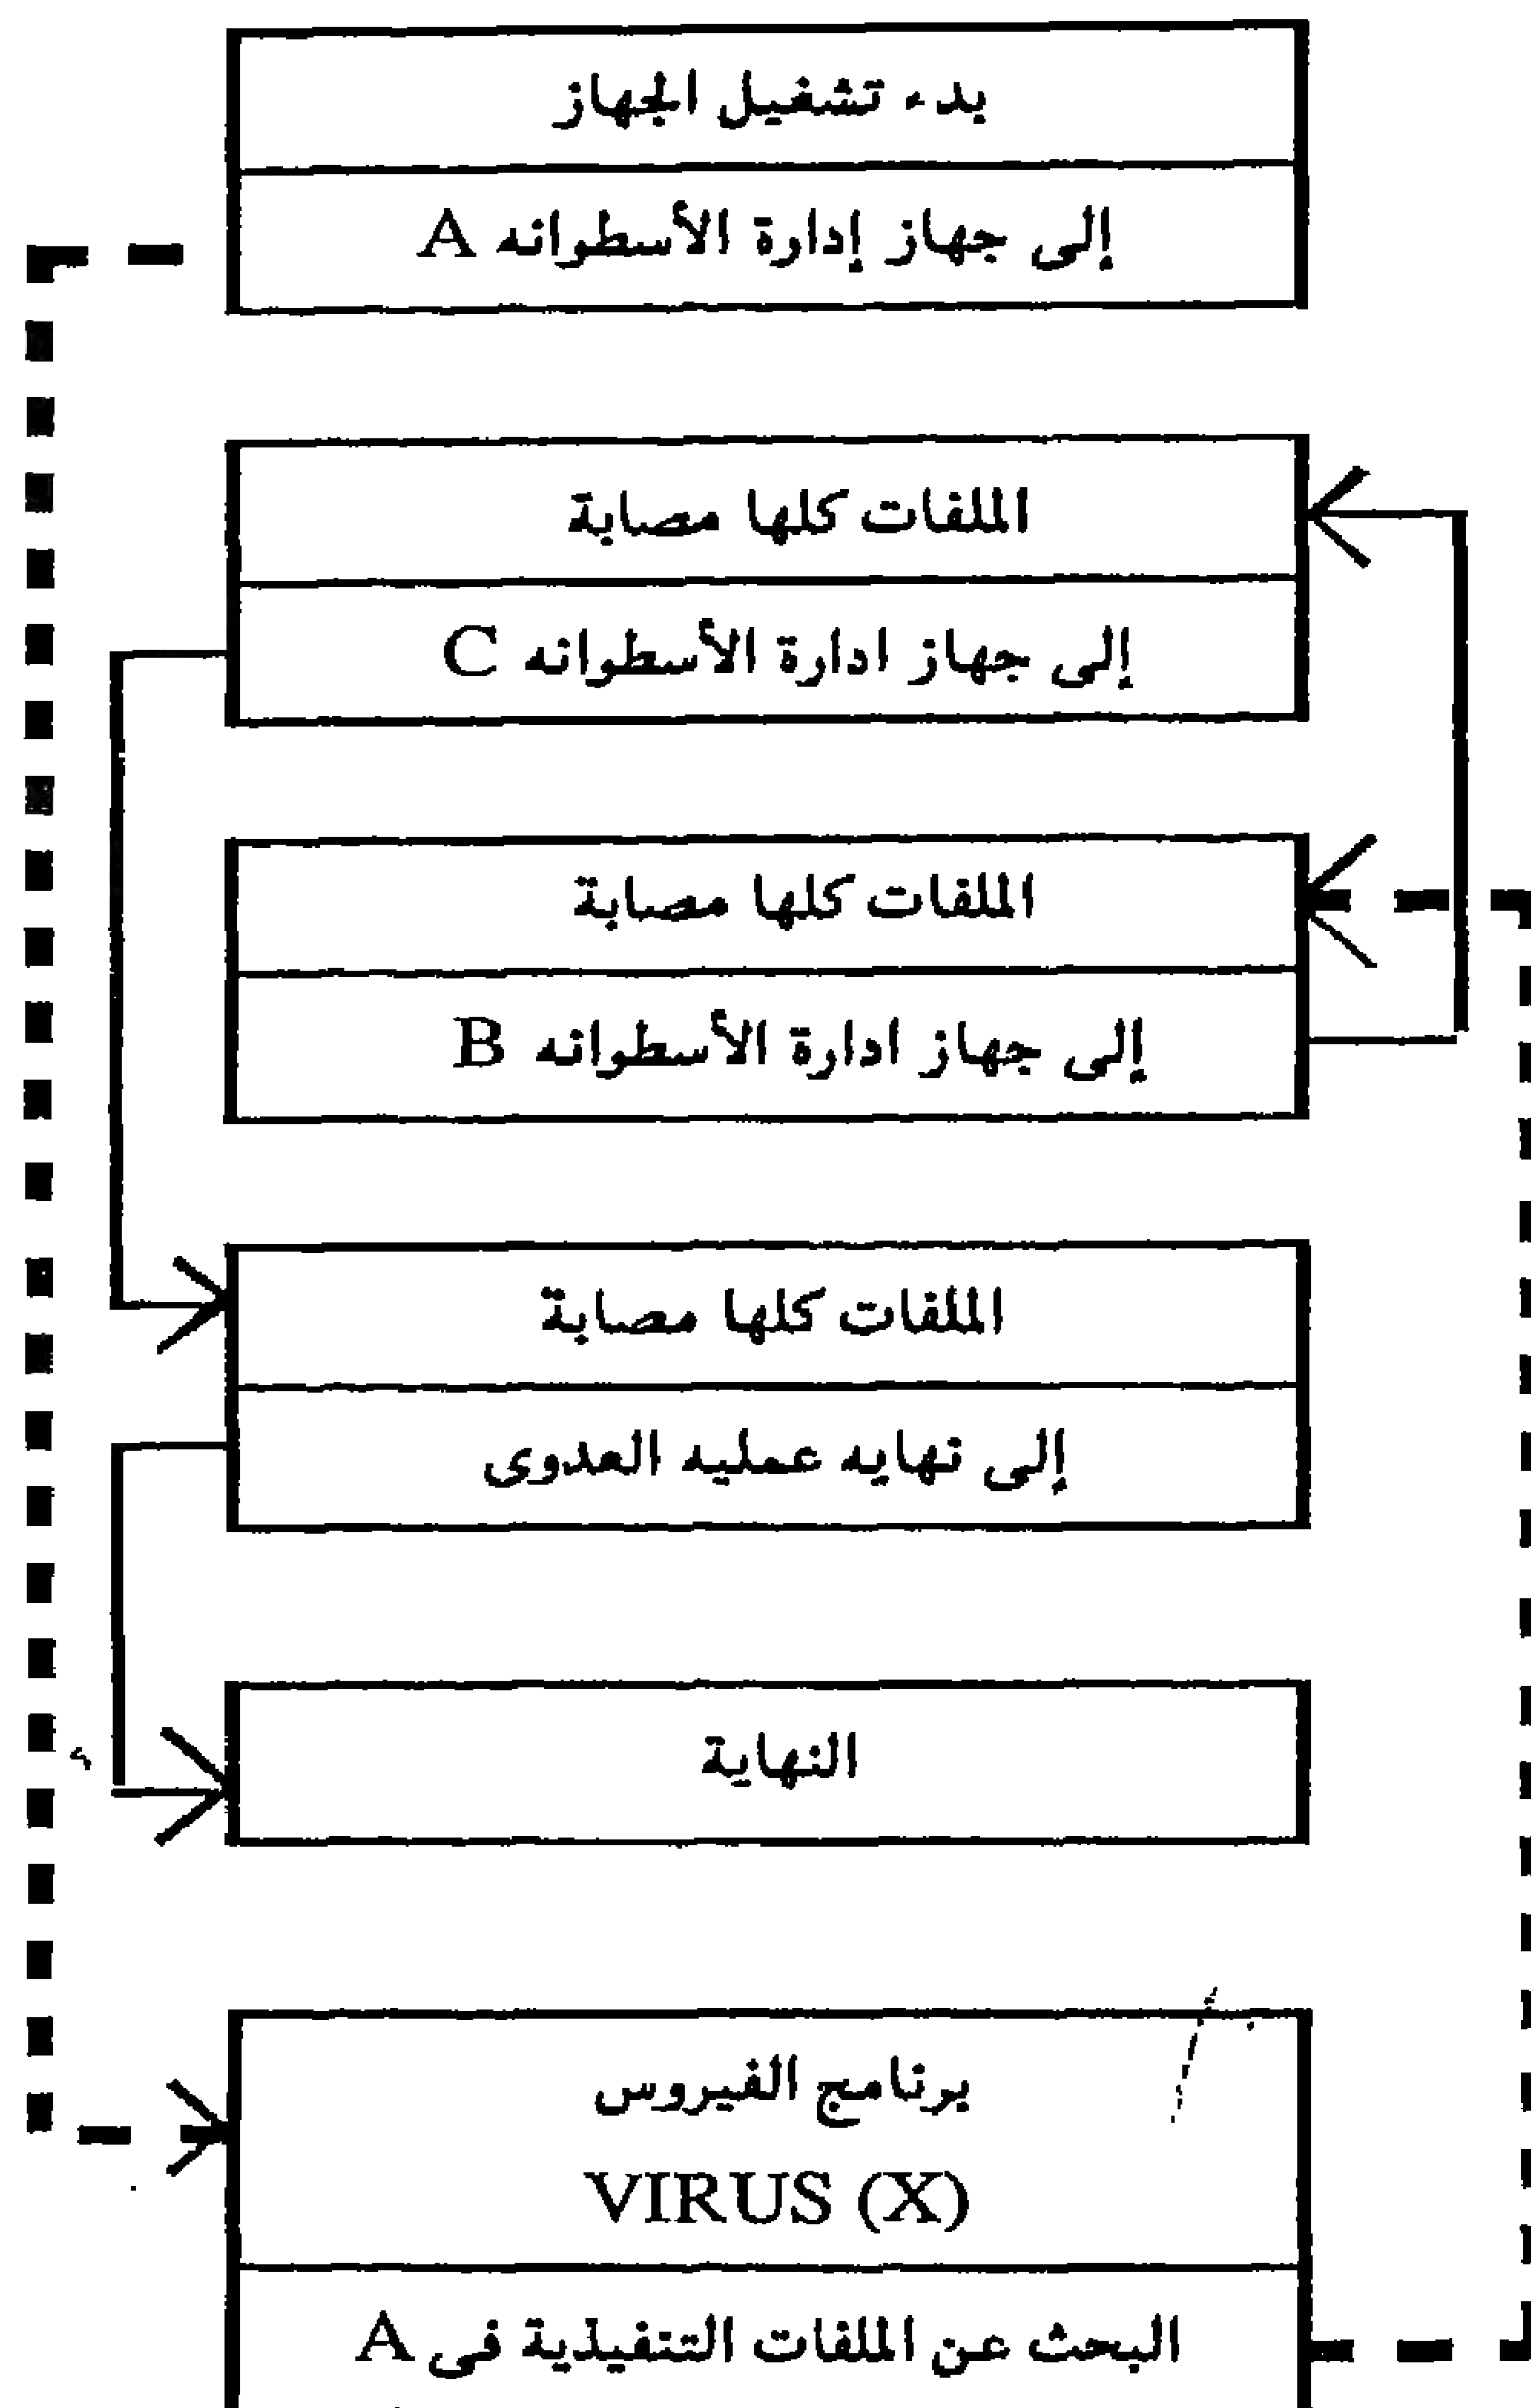 بدء تشغيل الجهاز
إلى جهاز إدارة الأسطوانه A
الملفات كلها مصابة
إلى جهاز ادارة الأسطوانه C
الملفات كلها مصابة
إلى جهاز ادارة الأسطوانه B
الملفات كلها مصابة
إلى نهايه عمليه العدوى
النهاية
برنامج الفيروس
VIRUS (X)
البحث عن الملفات التنفيذية فى A